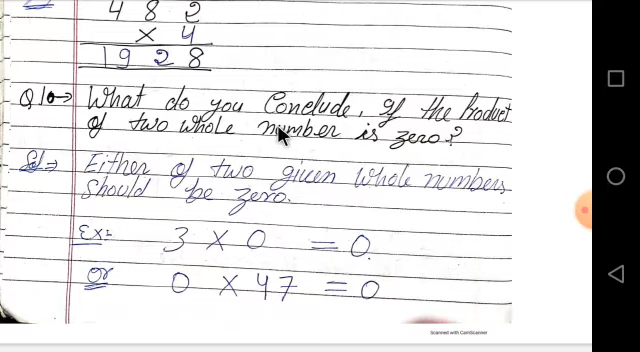 4 8 2
× 4
1 9 2 8
Q10→ What do you Conclude, If the Product
of two whole number is zero?
Sol⇒ Either of two given whole numbers
should be zero.
Ex= 3 × 0 = 0.
or 0 × 47 = 0
Scanned with CamScanner